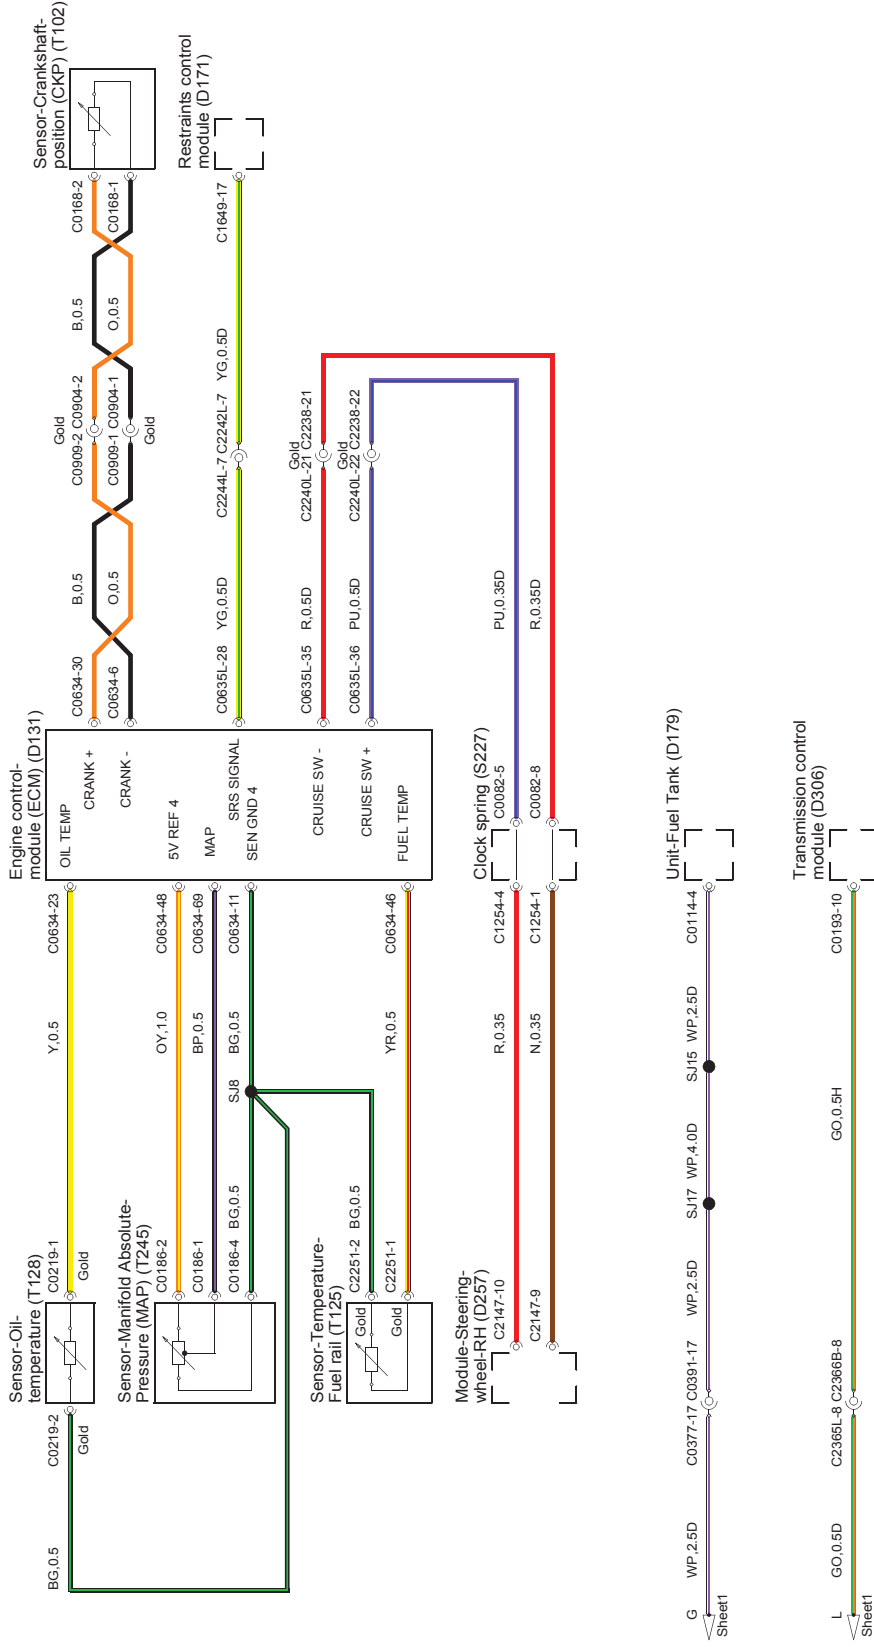 Sensor-Oil-
temperature (T128)
C0219-2
Gold
C0219-1
Gold
BG,0.5
Y,0.5
C0634-23
Engine control-
module (ECM) (D131)
OIL TEMP
CRANK +
CRANK -
5V REF 4
MAP
SRS SIGNAL
SEN GND 4
CRUISE SW -
CRUISE SW +
FUEL TEMP
C0634-30
C0634-6
B,0.5
O,0.5
C0909-2
C0904-2
Gold
C0909-1
C0904-1
Gold
B,0.5
O,0.5
C0168-2
C0168-1
Sensor-Crankshaft-
position (CKP) (T102)
Sensor-Manifold Absolute-
Pressure (MAP) (T245)
C0186-2
C0186-1
C0186-4
BG,0.5
OY,1.0
BP,0.5
BG,0.5
SJ8
C0634-48
C0634-69
C0634-11
C0635L-28
YG,0.5D
C2244L-7
C2242L-7
YG,0.5D
C1649-17
Restraints control
module (D171)
Sensor-Temperature-
Fuel rail (T125)
Gold
Gold
C2251-2
BG,0.5
C2251-1
YR,0.5
C0634-46
C0635L-35
R,0.5D
C2240L-21
C2238-21
Gold
C0635L-36
PU,0.5D
C2240L-22
C2238-22
Gold
Module-Steering-
wheel-RH (D257)
C2147-10
C2147-9
R,0.35
N,0.35
C1254-4
C1254-1
Clock spring (S227)
C0082-5
C0082-8
PU,0.35D
R,0.35D
G
Sheet1
WP,2.5D
C0377-17
C0391-17
WP,2.5D
SJ17
WP,4.0D
SJ15
WP,2.5D
C0114-4
Unit-Fuel Tank (D179)
L
Sheet1
GO,0.5D
C2365L-8
C2366B-8
GO,0.5H
C0193-10
Transmission control
module (D306)